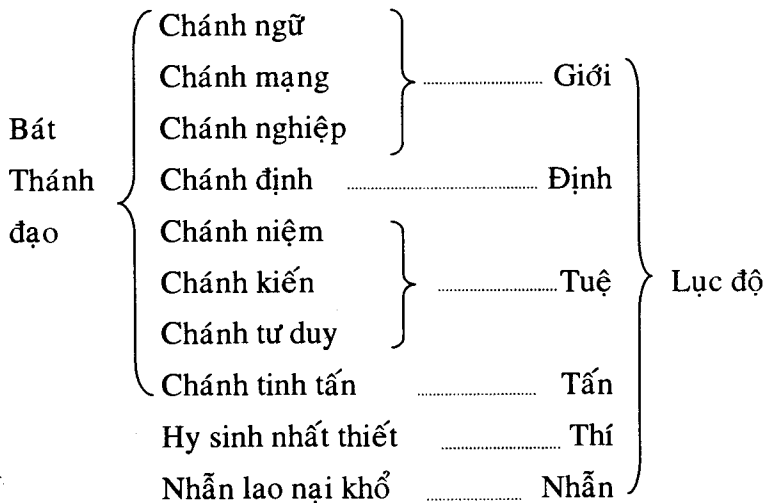 Chánh ngữ
Chánh mạng ............ Giới
Bát Chánh nghiệp
Thánh Chánh định ............ Định
đạo Chánh niệm
Chánh kiến ............ Tuệ Lục độ
Chánh tư duy
Chánh tinh tấn ............ Tấn
Hy sinh nhất thiết ............ Thí
Nhẫn lao nại khổ ............ Nhẫn